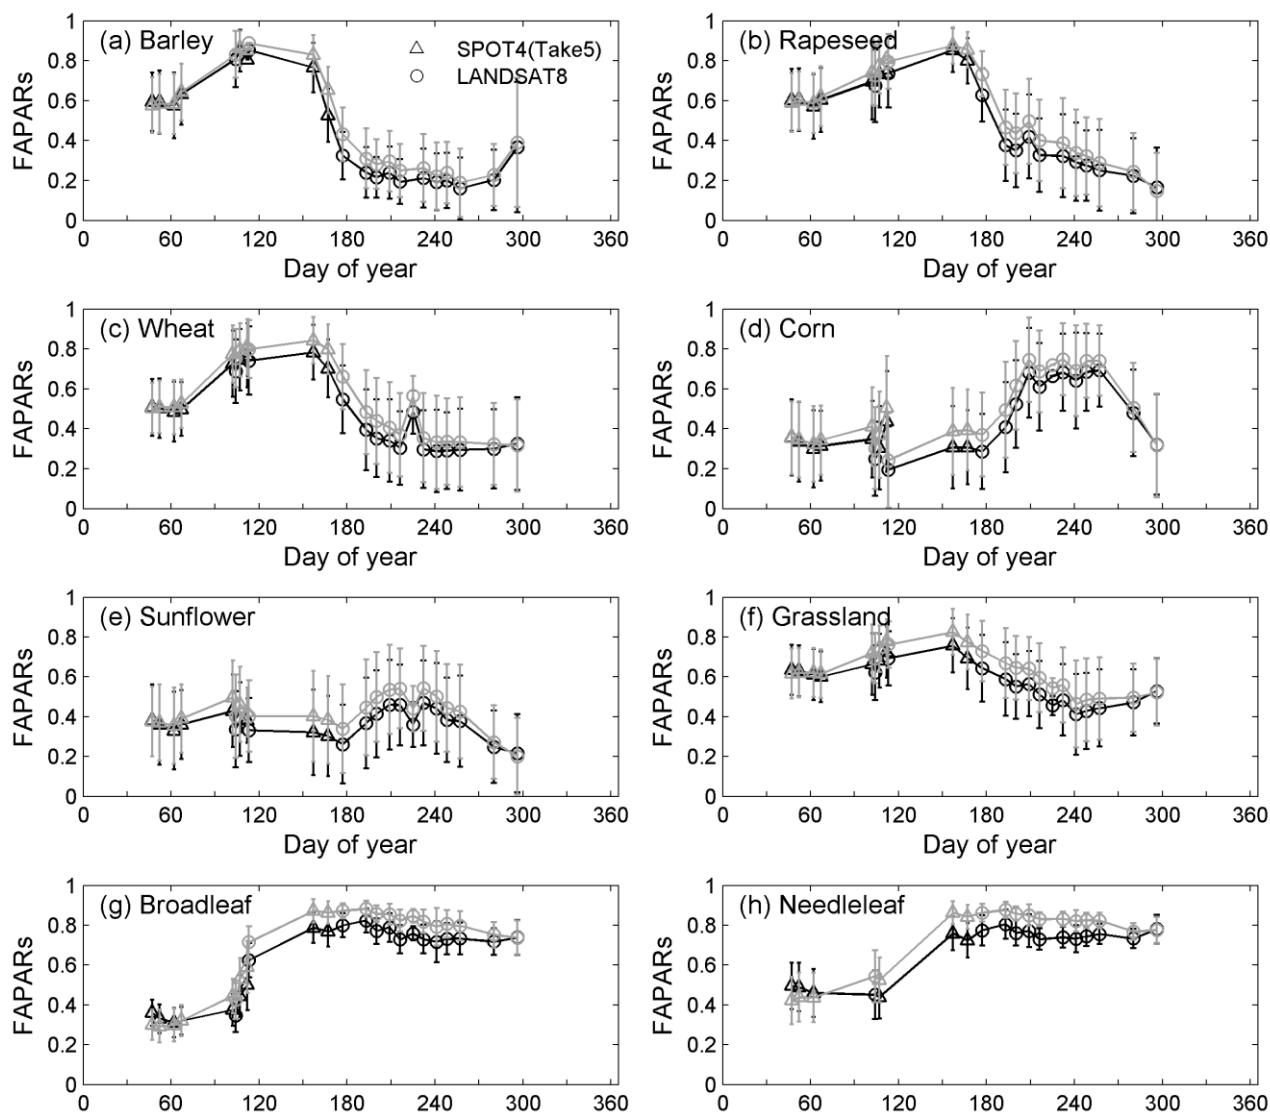 (a) Barley
SPOT4(Take5)
LANDSAT8
FAPARs
1
0.8
0.6
0.4
0.2
0
0 60 120 180 240 300 360
Day of year
(b) Rapeseed
FAPARs
1
0.8
0.6
0.4
0.2
0
0 60 120 180 240 300 360
Day of year
(c) Wheat
FAPARs
1
0.8
0.6
0.4
0.2
0
0 60 120 180 240 300 360
Day of year
(d) Corn
FAPARs
1
0.8
0.6
0.4
0.2
0
0 60 120 180 240 300 360
Day of year
(e) Sunflower
FAPARs
1
0.8
0.6
0.4
0.2
0
0 60 120 180 240 300 360
Day of year
(f) Grassland
FAPARs
1
0.8
0.6
0.4
0.2
0
0 60 120 180 240 300 360
Day of year
(g) Broadleaf
FAPARs
1
0.8
0.6
0.4
0.2
0
0 60 120 180 240 300 360
(h) Needleleaf
FAPARs
1
0.8
0.6
0.4
0.2
0
0 60 120 180 240 300 360